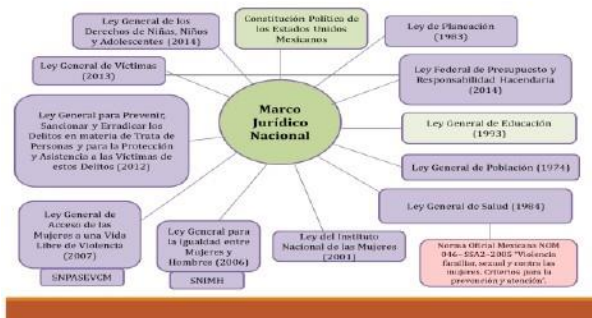 Ley General de los
Derechos de Niñas, Niños
y Adolescentes (2014)
Constitución Política de
los Estados Unidos
Mexicanos
Ley de Planeación
(1983)
Ley General de Víctimas
(2013)
Ley Federal de Presupuesto y
Responsabilidad Hacendaria
(2014)
Marco
Jurídico
Nacional
Ley General para Prevenir,
Sancionar y Erradicar los
Delitos en materia de Trata de
Personas y para la Protección
y Asistencia a las Víctimas de
estos Delitos (2012)
Ley General de Educación
(1993)
Ley General de Población (1974)
Ley General de Salud (1984)
Ley General de
Acceso de las
Mujeres a una Vida
Libre de Violencia
(2007)
SNPASEVCM
Ley General para
la Igualdad entre
Mujeres y
Hombres (2006)
SNIMH
Ley del Instituto
Nacional de las Mujeres
(2001)
Norma Oficial Mexicana NOM
046-SSA2-2005 "Violencia
familiar, sexual y contra las
mujeres. Criterios para la
prevención y atención".